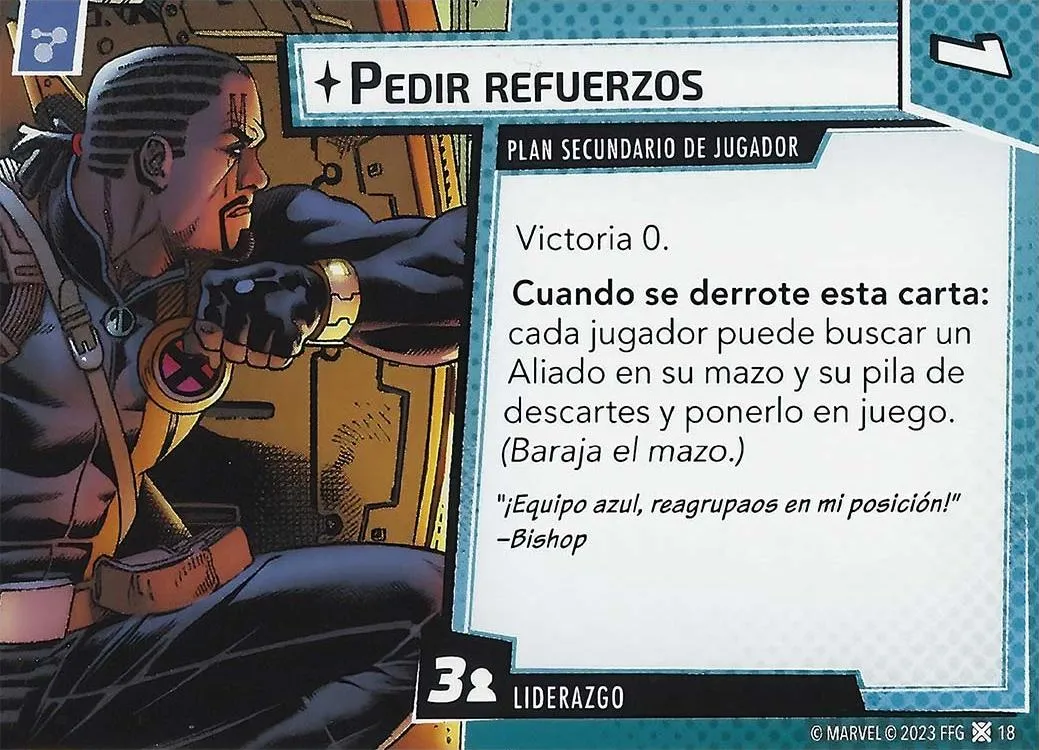 PEDIR REFUERZOS
1
PLAN SECUNDARIO DE JUGADOR
Victoria 0.
Cuando se derrote esta carta:
cada jugador puede buscar un
Aliado en su mazo y su pila de
descartes y ponerlo en juego.
(Baraja el mazo.)
"¡Equipo azul, reagrupaos en mi posición!"
–Bishop
3
LIDERAZGO
© MARVEL © 2023 FFG 18